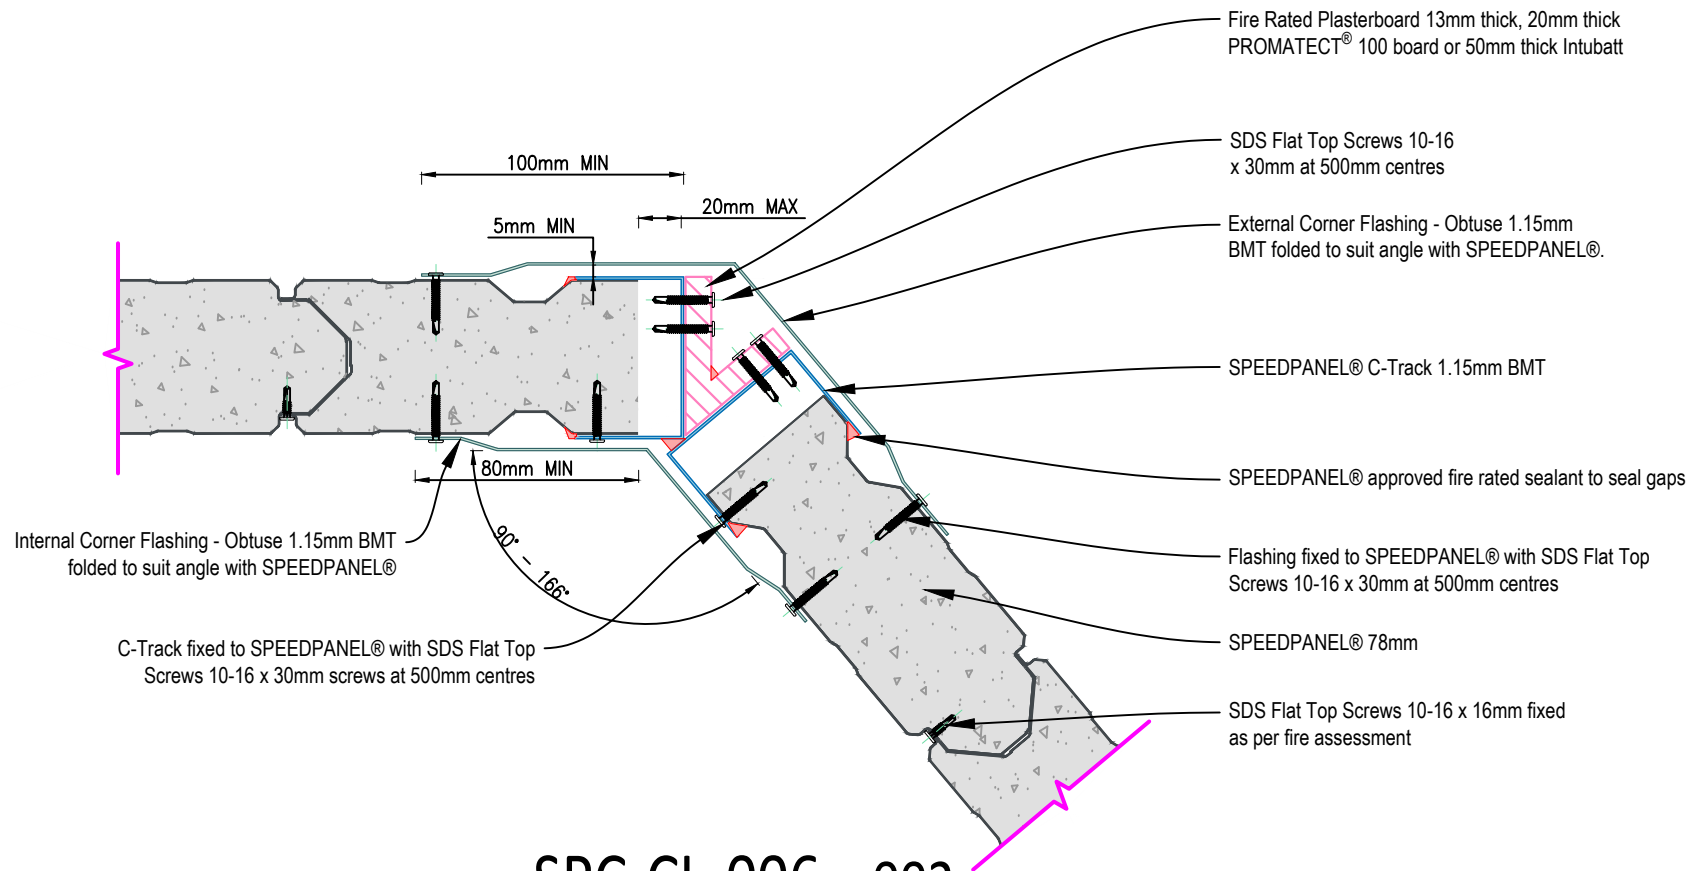 Fire Rated Plasterboard 13mm thick, 20mm thick
PROMATECT® 100 board or 50mm thick Intubatt
SDS Flat Top Screws 10-16
x 30mm at 500mm centres
100mm MIN
20mm MAX
5mm MIN
External Corner Flashing - Obtuse 1.15mm
BMT folded to suit angle with SPEEDPANEL®.
SPEEDPANEL® C-Track 1.15mm BMT
80mm MIN
SPEEDPANEL® approved fire rated sealant to seal gaps
Internal Corner Flashing - Obtuse 1.15mm BMT
folded to suit angle with SPEEDPANEL®
90° - 166°
Flashing fixed to SPEEDPANEL® with SDS Flat Top
Screws 10-16 x 30mm at 500mm centres
C-Track fixed to SPEEDPANEL® with SDS Flat Top
Screws 10-16 x 30mm screws at 500mm centres
SPEEDPANEL® 78mm
SDS Flat Top Screws 10-16 x 16mm fixed
as per fire assessment